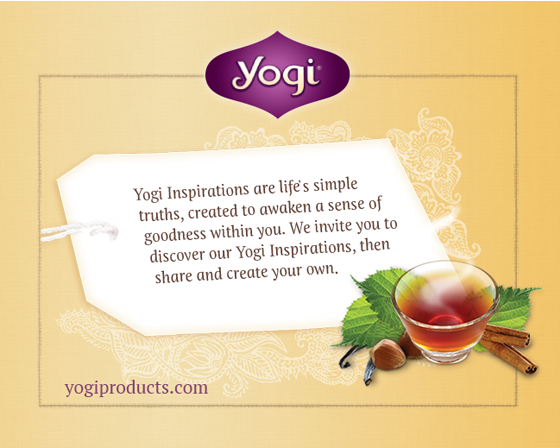 yogi
Yogi Inspirations are life's simple
truths, created to awaken a sense of
goodness within you. We invite you to
discover our Yogi Inspirations, then
share and create your own.
yogiproducts.com